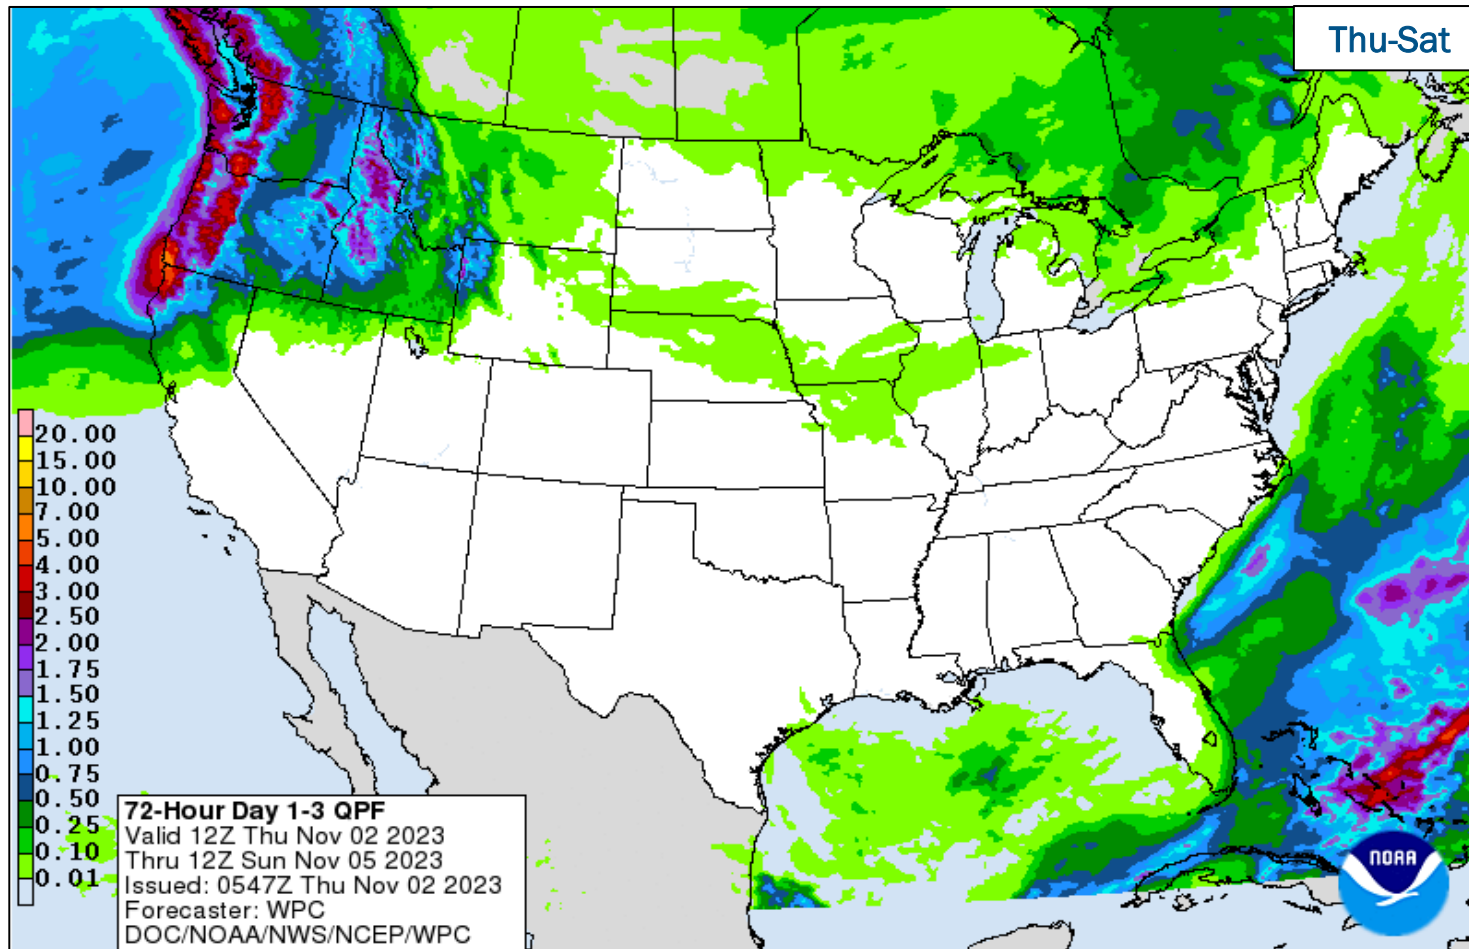 Thu-Sat
20.00
15.00
10.00
7.00
5.00
4.00
3.00
2.50
2.00
1.75
1.50
1.25
1.00
0.75
0.50
0.25
0.10
0.01
72-Hour Day 1-3 QPF
Valid 12Z Thu Nov 02 2023
Thru 12Z Sun Nov 05 2023
Issued: 0547Z Thu Nov 02 2023
Forecaster: WPC
DOC/NOAA/NWS/NCEP/WPC
NOAA